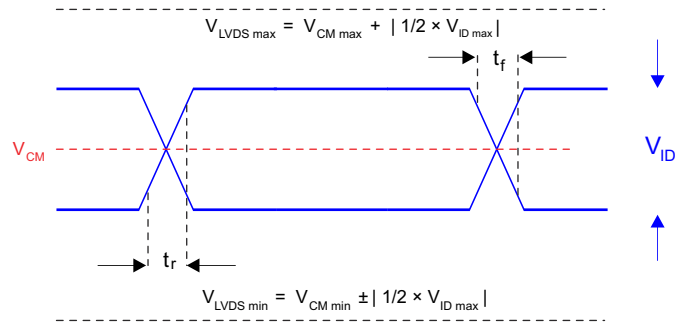 V_LVDS max = V_CM max + | 1/2 × V_ID max |
t_f
V_CM
V_ID
t_r
V_LVDS min = V_CM min ± | 1/2 × V_ID max |